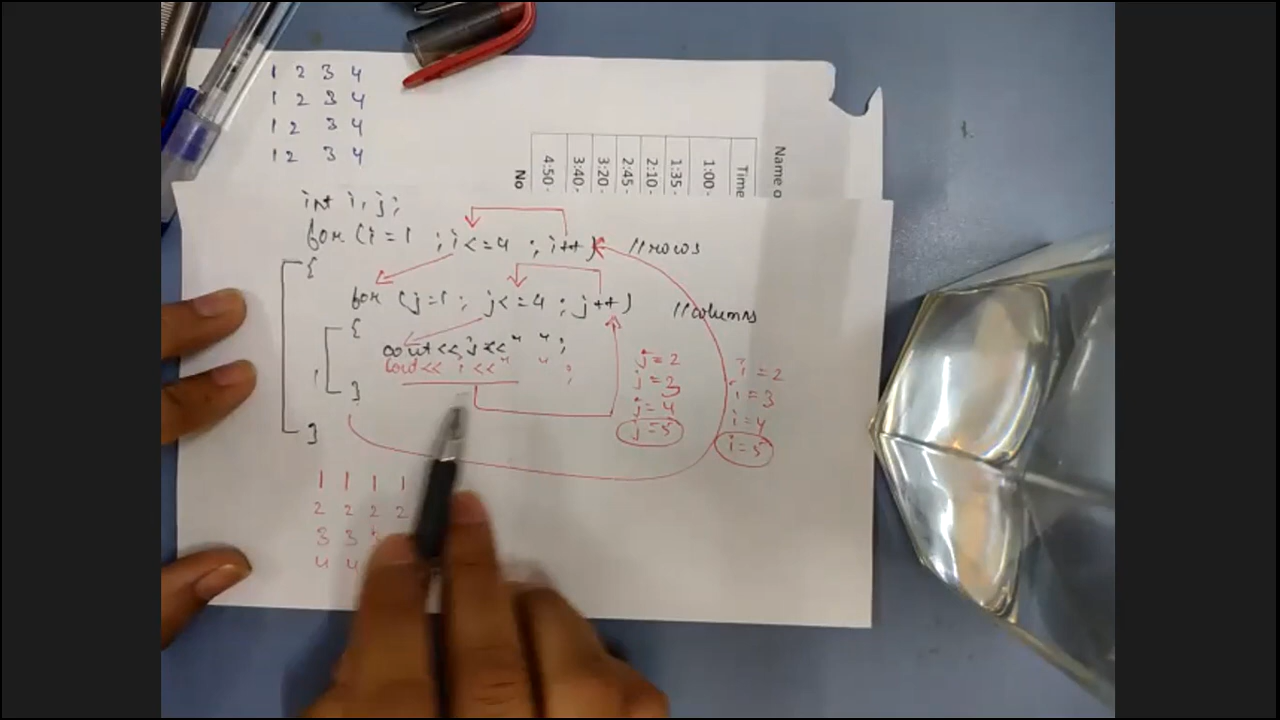 1 2 3 4
1 2 3 4
1 2 3 4
1 2 3 4
Name o
Time
1:00 -
1:35 -
2:10 -
2:45 -
3:20 -
3:40 -
4:50 -
No
int i, j;
for (i=1 ; i<=4 ; i++) //rows
{
for (j=1 ; j<=4 ; j++) //columns
{
cout<<j<<" ";
cout<< i <<" ";
}
}
j=2
j=3
j=4
j=5
i=2
i=3
i=4
i=5
1 1 1 1
2 2 2 2
3 3
4 4